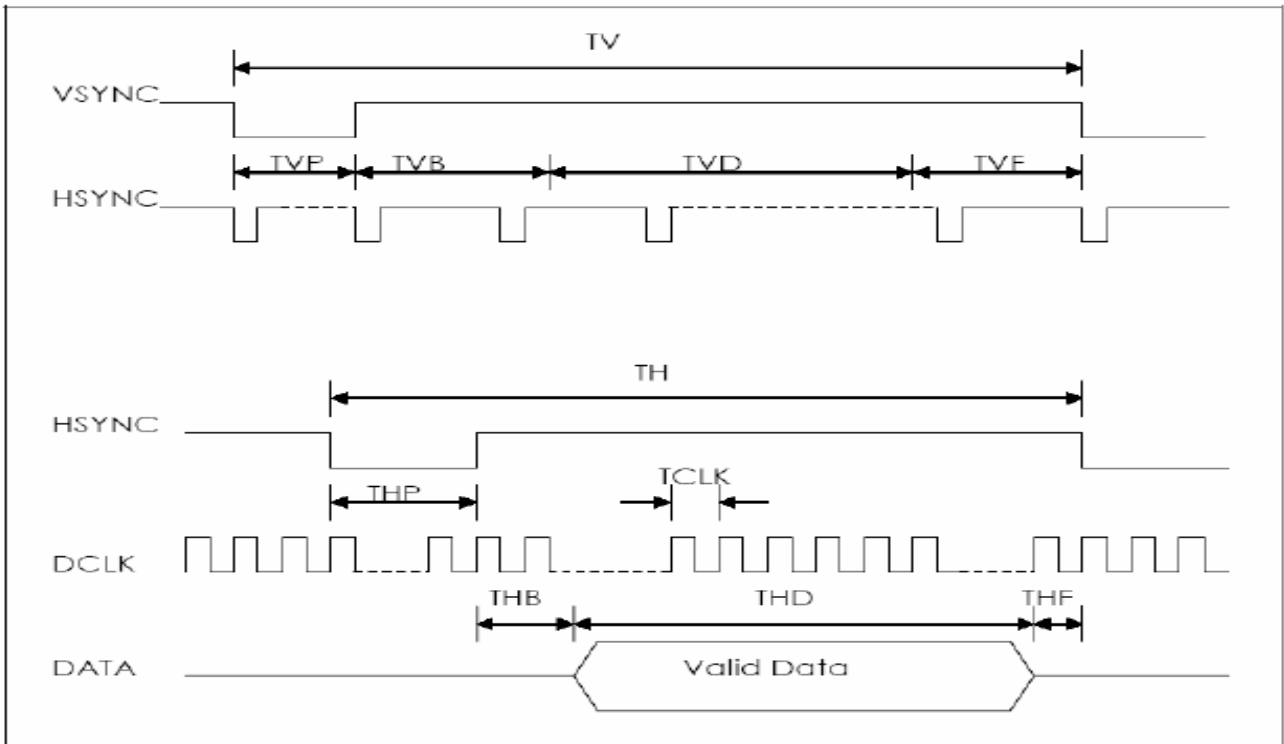 TV
VSYNC
TVP TVB TVD TVF
HSYNC
TH
HSYNC
TCLK
THP
DCLK
THB THD THF
DATA Valid Data